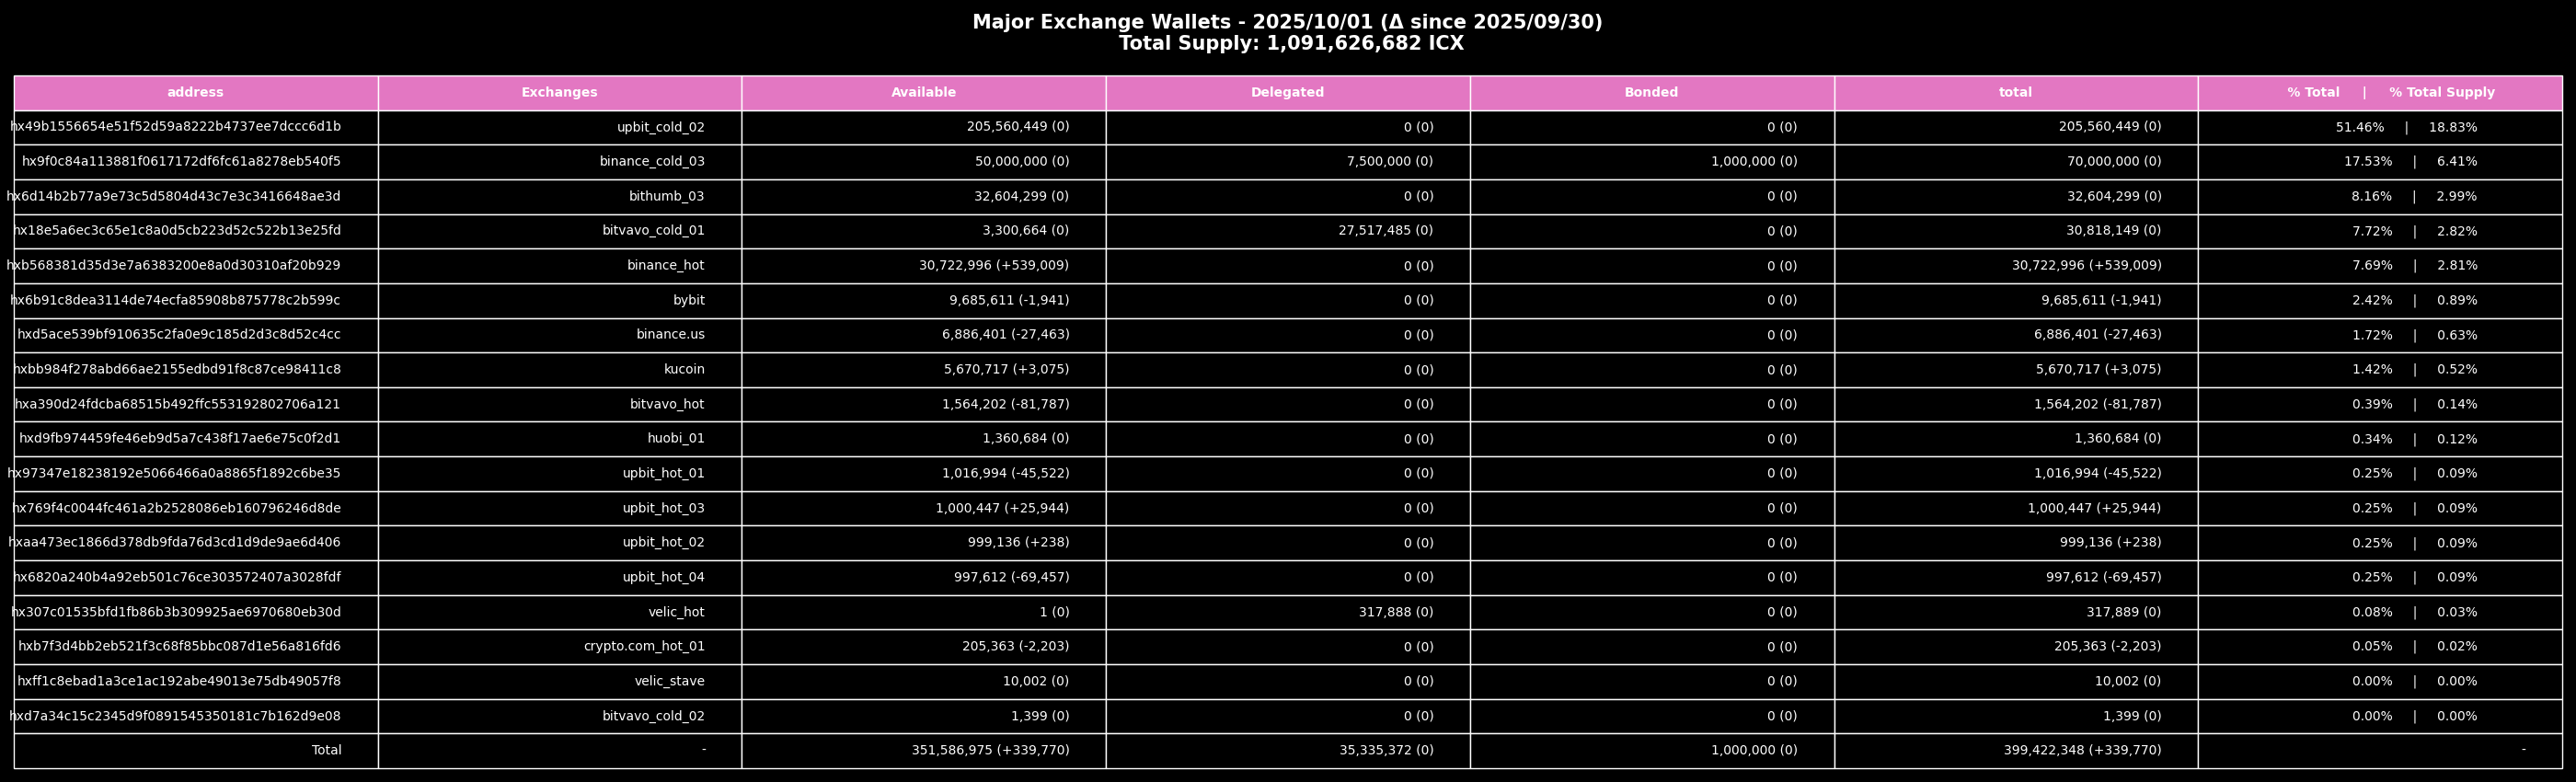 Major Exchange Wallets - 2025/10/01 (Δ since 2025/09/30)
Total Supply: 1,091,626,682 ICX
address Exchanges Available Delegated Bonded total % Total | % Total Supply
hx49b1556654e51f52d59a8222b4737ee7dccc6d1b upbit_cold_02 205,560,449 (0) 0 (0) 0 (0) 205,560,449 (0) 51.46% | 18.83%
hx9f0c84a113881f0617172df6fc61a8278eb540f5 binance_cold_03 50,000,000 (0) 7,500,000 (0) 1,000,000 (0) 70,000,000 (0) 17.53% | 6.41%
hx6d14b2b77a9e73c5d5804d43c7e3c3416648ae3d bithumb_03 32,604,299 (0) 0 (0) 0 (0) 32,604,299 (0) 8.16% | 2.99%
hx18e5a6ec3c65e1c8a0d5cb223d52c522b13e25fd bitvavo_cold_01 3,300,664 (0) 27,517,485 (0) 0 (0) 30,818,149 (0) 7.72% | 2.82%
hxb568381d35d3e7a6383200e8a0d30310af20b929 binance_hot 30,722,996 (+539,009) 0 (0) 0 (0) 30,722,996 (+539,009) 7.69% | 2.81%
hx6b91c8dea3114de74ecfa85908b875778c2b599c bybit 9,685,611 (-1,941) 0 (0) 0 (0) 9,685,611 (-1,941) 2.42% | 0.89%
hxd5ace539bf910635c2fa0e9c185d2d3c8d52c4cc binance.us 6,886,401 (-27,463) 0 (0) 0 (0) 6,886,401 (-27,463) 1.72% | 0.63%
hxbb984f278abd66ae2155edbd91f8c87ce98411c8 kucoin 5,670,717 (+3,075) 0 (0) 0 (0) 5,670,717 (+3,075) 1.42% | 0.52%
hxa390d24fdcba68515b492ffc553192802706a121 bitvavo_hot 1,564,202 (-81,787) 0 (0) 0 (0) 1,564,202 (-81,787) 0.39% | 0.14%
hxd9fb974459fe46eb9d5a7c438f17ae6e75c0f2d1 huobi_01 1,360,684 (0) 0 (0) 0 (0) 1,360,684 (0) 0.34% | 0.12%
hx97347e18238192e5066466a0a8865f1892c6be35 upbit_hot_01 1,016,994 (-45,522) 0 (0) 0 (0) 1,016,994 (-45,522) 0.25% | 0.09%
hx769f4c0044fc461a2b2528086eb160796246d8de upbit_hot_03 1,000,447 (+25,944) 0 (0) 0 (0) 1,000,447 (+25,944) 0.25% | 0.09%
hxaa473ec1866d378db9fda76d3cd1d9de9ae6d406 upbit_hot_02 999,136 (+238) 0 (0) 0 (0) 999,136 (+238) 0.25% | 0.09%
hx6820a240b4a92eb501c76ce303572407a3028fdf upbit_hot_04 997,612 (-69,457) 0 (0) 0 (0) 997,612 (-69,457) 0.25% | 0.09%
hx307c01535bfd1fb86b3b309925ae6970680eb30d velic_hot 1 (0) 317,888 (0) 0 (0) 317,889 (0) 0.08% | 0.03%
hxb7f3d4bb2eb521f3c68f85bbc087d1e56a816fd6 crypto.com_hot_01 205,363 (-2,203) 0 (0) 0 (0) 205,363 (-2,203) 0.05% | 0.02%
hxff1c8ebad1a3ce1ac192abe49013e75db49057f8 velic_stave 10,002 (0) 0 (0) 0 (0) 10,002 (0) 0.00% | 0.00%
hxd7a34c15c2345d9f0891545350181c7b162d9e08 bitvavo_cold_02 1,399 (0) 0 (0) 0 (0) 1,399 (0) 0.00% | 0.00%
Total - 351,586,975 (+339,770) 35,335,372 (0) 1,000,000 (0) 399,422,348 (+339,770) -